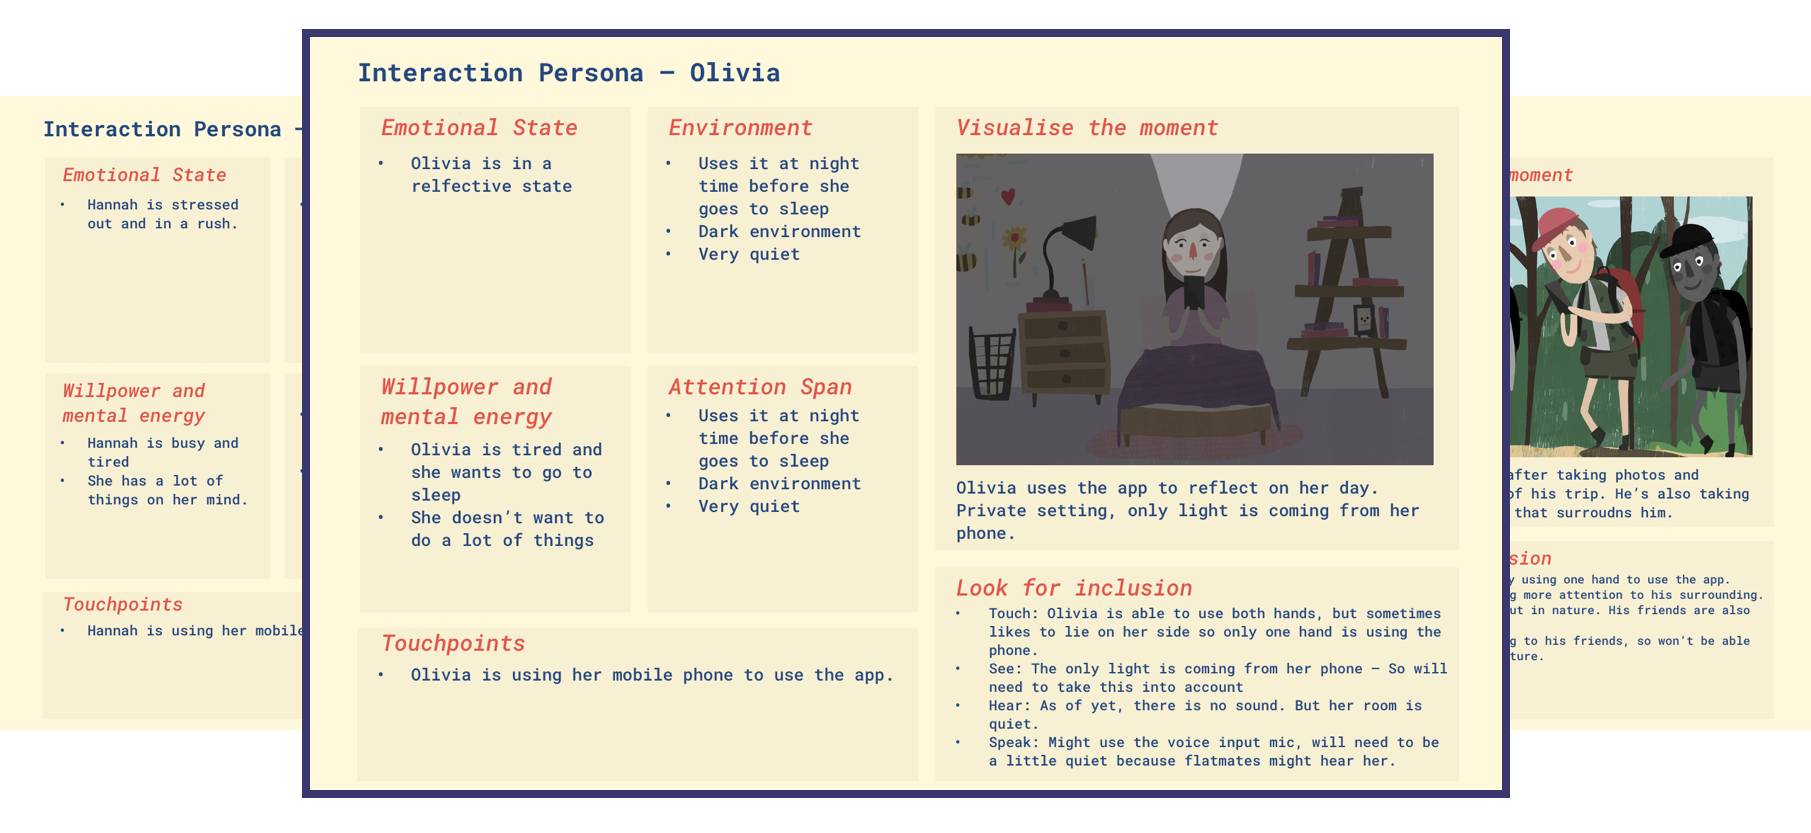 Interaction Persona –
Emotional State
• Hannah is stressed
out and in a rush.
Willpower and
mental energy
• Hannah is busy and
tired
• She has a lot of
things on her mind.
Touchpoints
• Hannah is using her mobile
Interaction Persona – Olivia
Emotional State
• Olivia is in a
relfective state
Environment
• Uses it at night
time before she
goes to sleep
• Dark environment
• Very quiet
Willpower and
mental energy
• Olivia is tired and
she wants to go to
sleep
• She doesn’t want to
do a lot of things
Attention Span
• Uses it at night
time before she
goes to sleep
• Dark environment
• Very quiet
Touchpoints
• Olivia is using her mobile phone to use the app.
Visualise the moment
Olivia uses the app to reflect on her day.
Private setting, only light is coming from her
phone.
Look for inclusion
• Touch: Olivia is able to use both hands, but sometimes
likes to lie on her side so only one hand is using the
phone.
• See: The only light is coming from her phone – So will
need to take this into account
• Hear: As of yet, there is no sound. But her room is
quiet.
• Speak: Might use the voice input mic, will need to be
a little quiet because flatmates might hear her.
moment
after taking photos and
of his trip. He’s also taking
that surroudns him.
using one hand to use the app.
more attention to his surrounding.
in nature. His friends are also
to his friends, so won’t be able